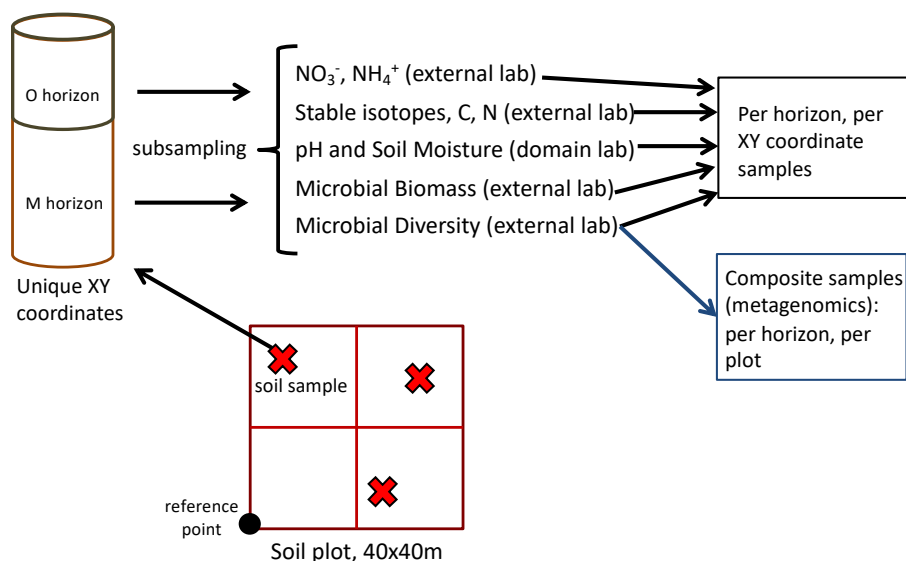 O horizon
M horizon
Unique XY
coordinates
subsampling
NO₃⁻, NH₄⁺ (external lab)
Stable isotopes, C, N (external lab)
pH and Soil Moisture (domain lab)
Microbial Biomass (external lab)
Microbial Diversity (external lab)
Per horizon, per
XY coordinate
samples
Composite samples
(metagenomics):
per horizon, per
plot
soil sample
reference
point
Soil plot, 40x40m